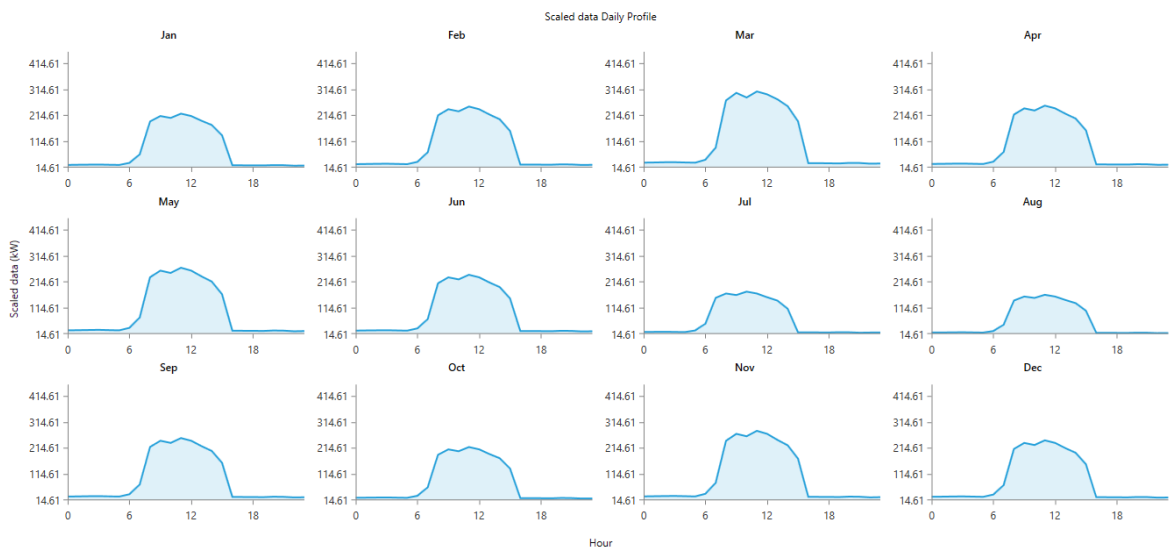 Scaled data Daily Profile
Jan Feb Mar Apr
414.61 414.61 414.61 414.61
314.61 314.61 314.61 314.61
214.61 214.61 214.61 214.61
114.61 114.61 114.61 114.61
14.61 14.61 14.61 14.61
0 6 12 18 0 6 12 18 0 6 12 18 0 6 12 18
May Jun Jul Aug
Scaled data (kW)
414.61 414.61 414.61 414.61
314.61 314.61 314.61 314.61
214.61 214.61 214.61 214.61
114.61 114.61 114.61 114.61
14.61 14.61 14.61 14.61
0 6 12 18 0 6 12 18 0 6 12 18 0 6 12 18
Sep Oct Nov Dec
414.61 414.61 414.61 414.61
314.61 314.61 314.61 314.61
214.61 214.61 214.61 214.61
114.61 114.61 114.61 114.61
14.61 14.61 14.61 14.61
0 6 12 18 0 6 12 18 0 6 12 18 0 6 12 18
Hour